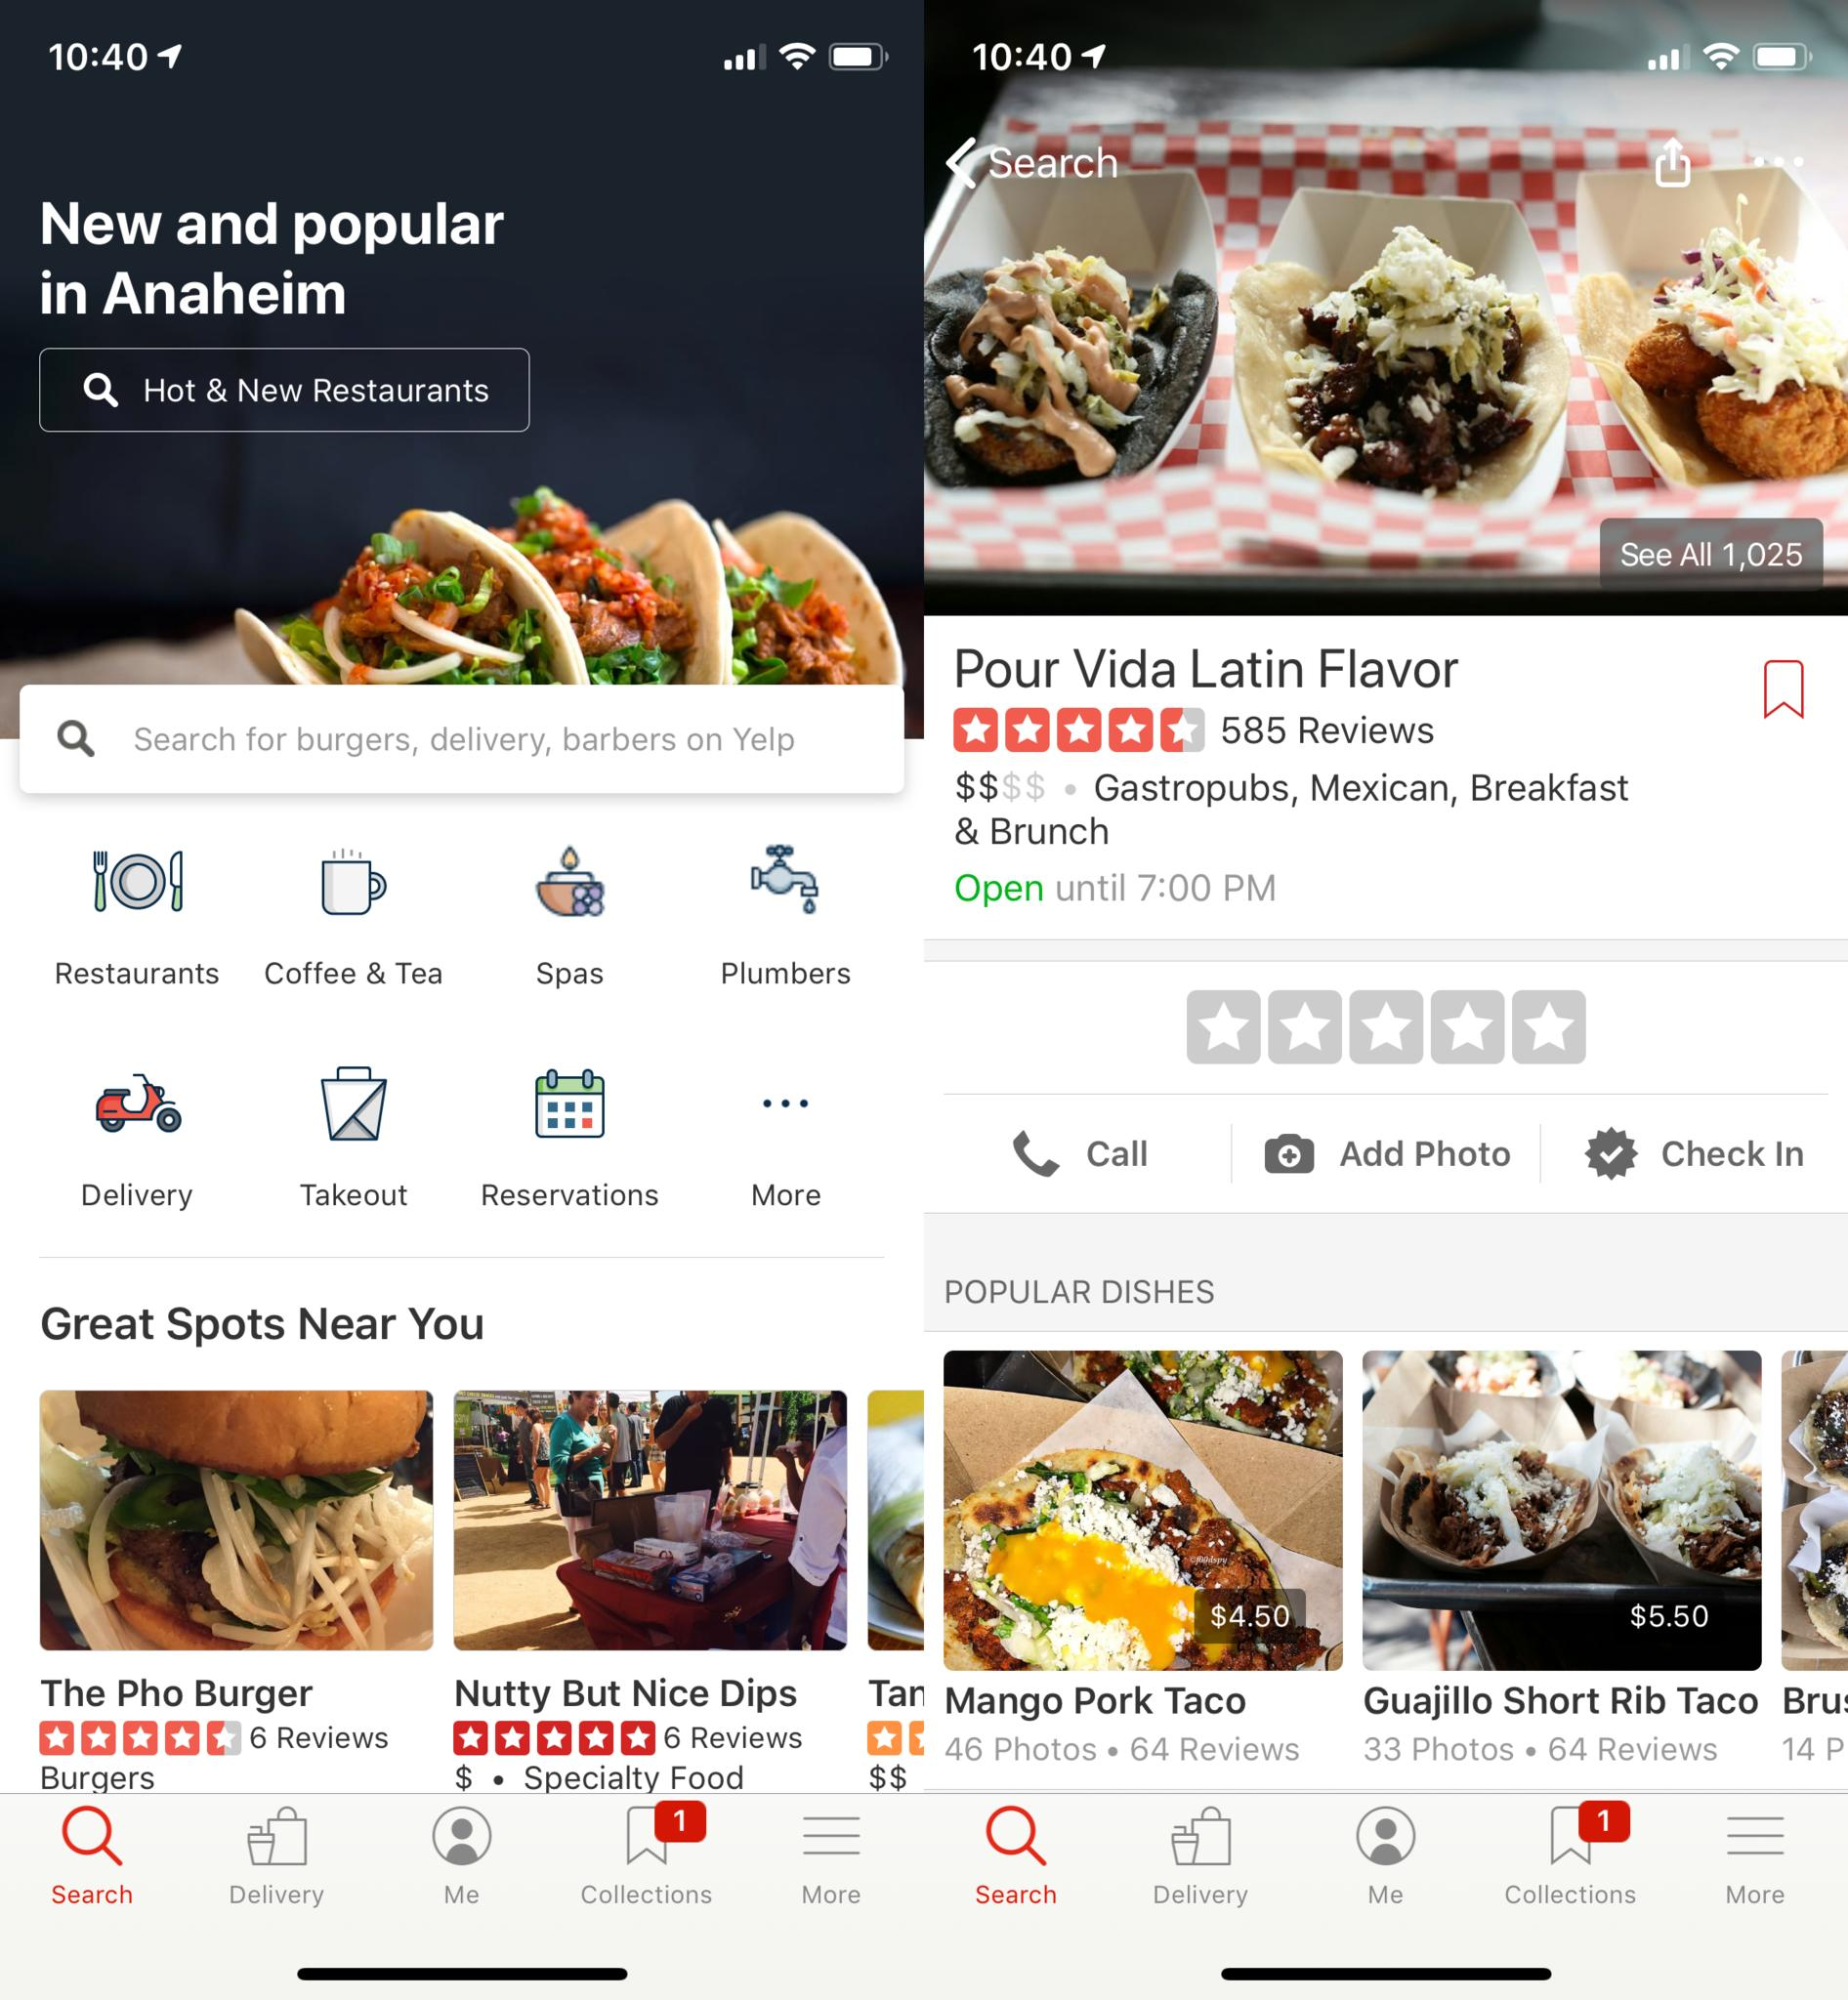 10:40
New and popular
in Anaheim
Hot & New Restaurants
Search for burgers, delivery, barbers on Yelp
Restaurants
Coffee & Tea
Spas
Plumbers
Delivery
Takeout
Reservations
More
Great Spots Near You
The Pho Burger
6 Reviews
Burgers
Nutty But Nice Dips
6 Reviews
$ • Specialty Food
Tan
$$
Search
Delivery
Me
1
Collections
More
10:40
Search
See All 1,025
Pour Vida Latin Flavor
585 Reviews
$$$$ • Gastropubs, Mexican, Breakfast
& Brunch
Open until 7:00 PM
Call
Add Photo
Check In
POPULAR DISHES
$4.50
Mango Pork Taco
46 Photos • 64 Reviews
$5.50
Guajillo Short Rib Taco
33 Photos • 64 Reviews
Brus
14 P
Search
Delivery
Me
1
Collections
More